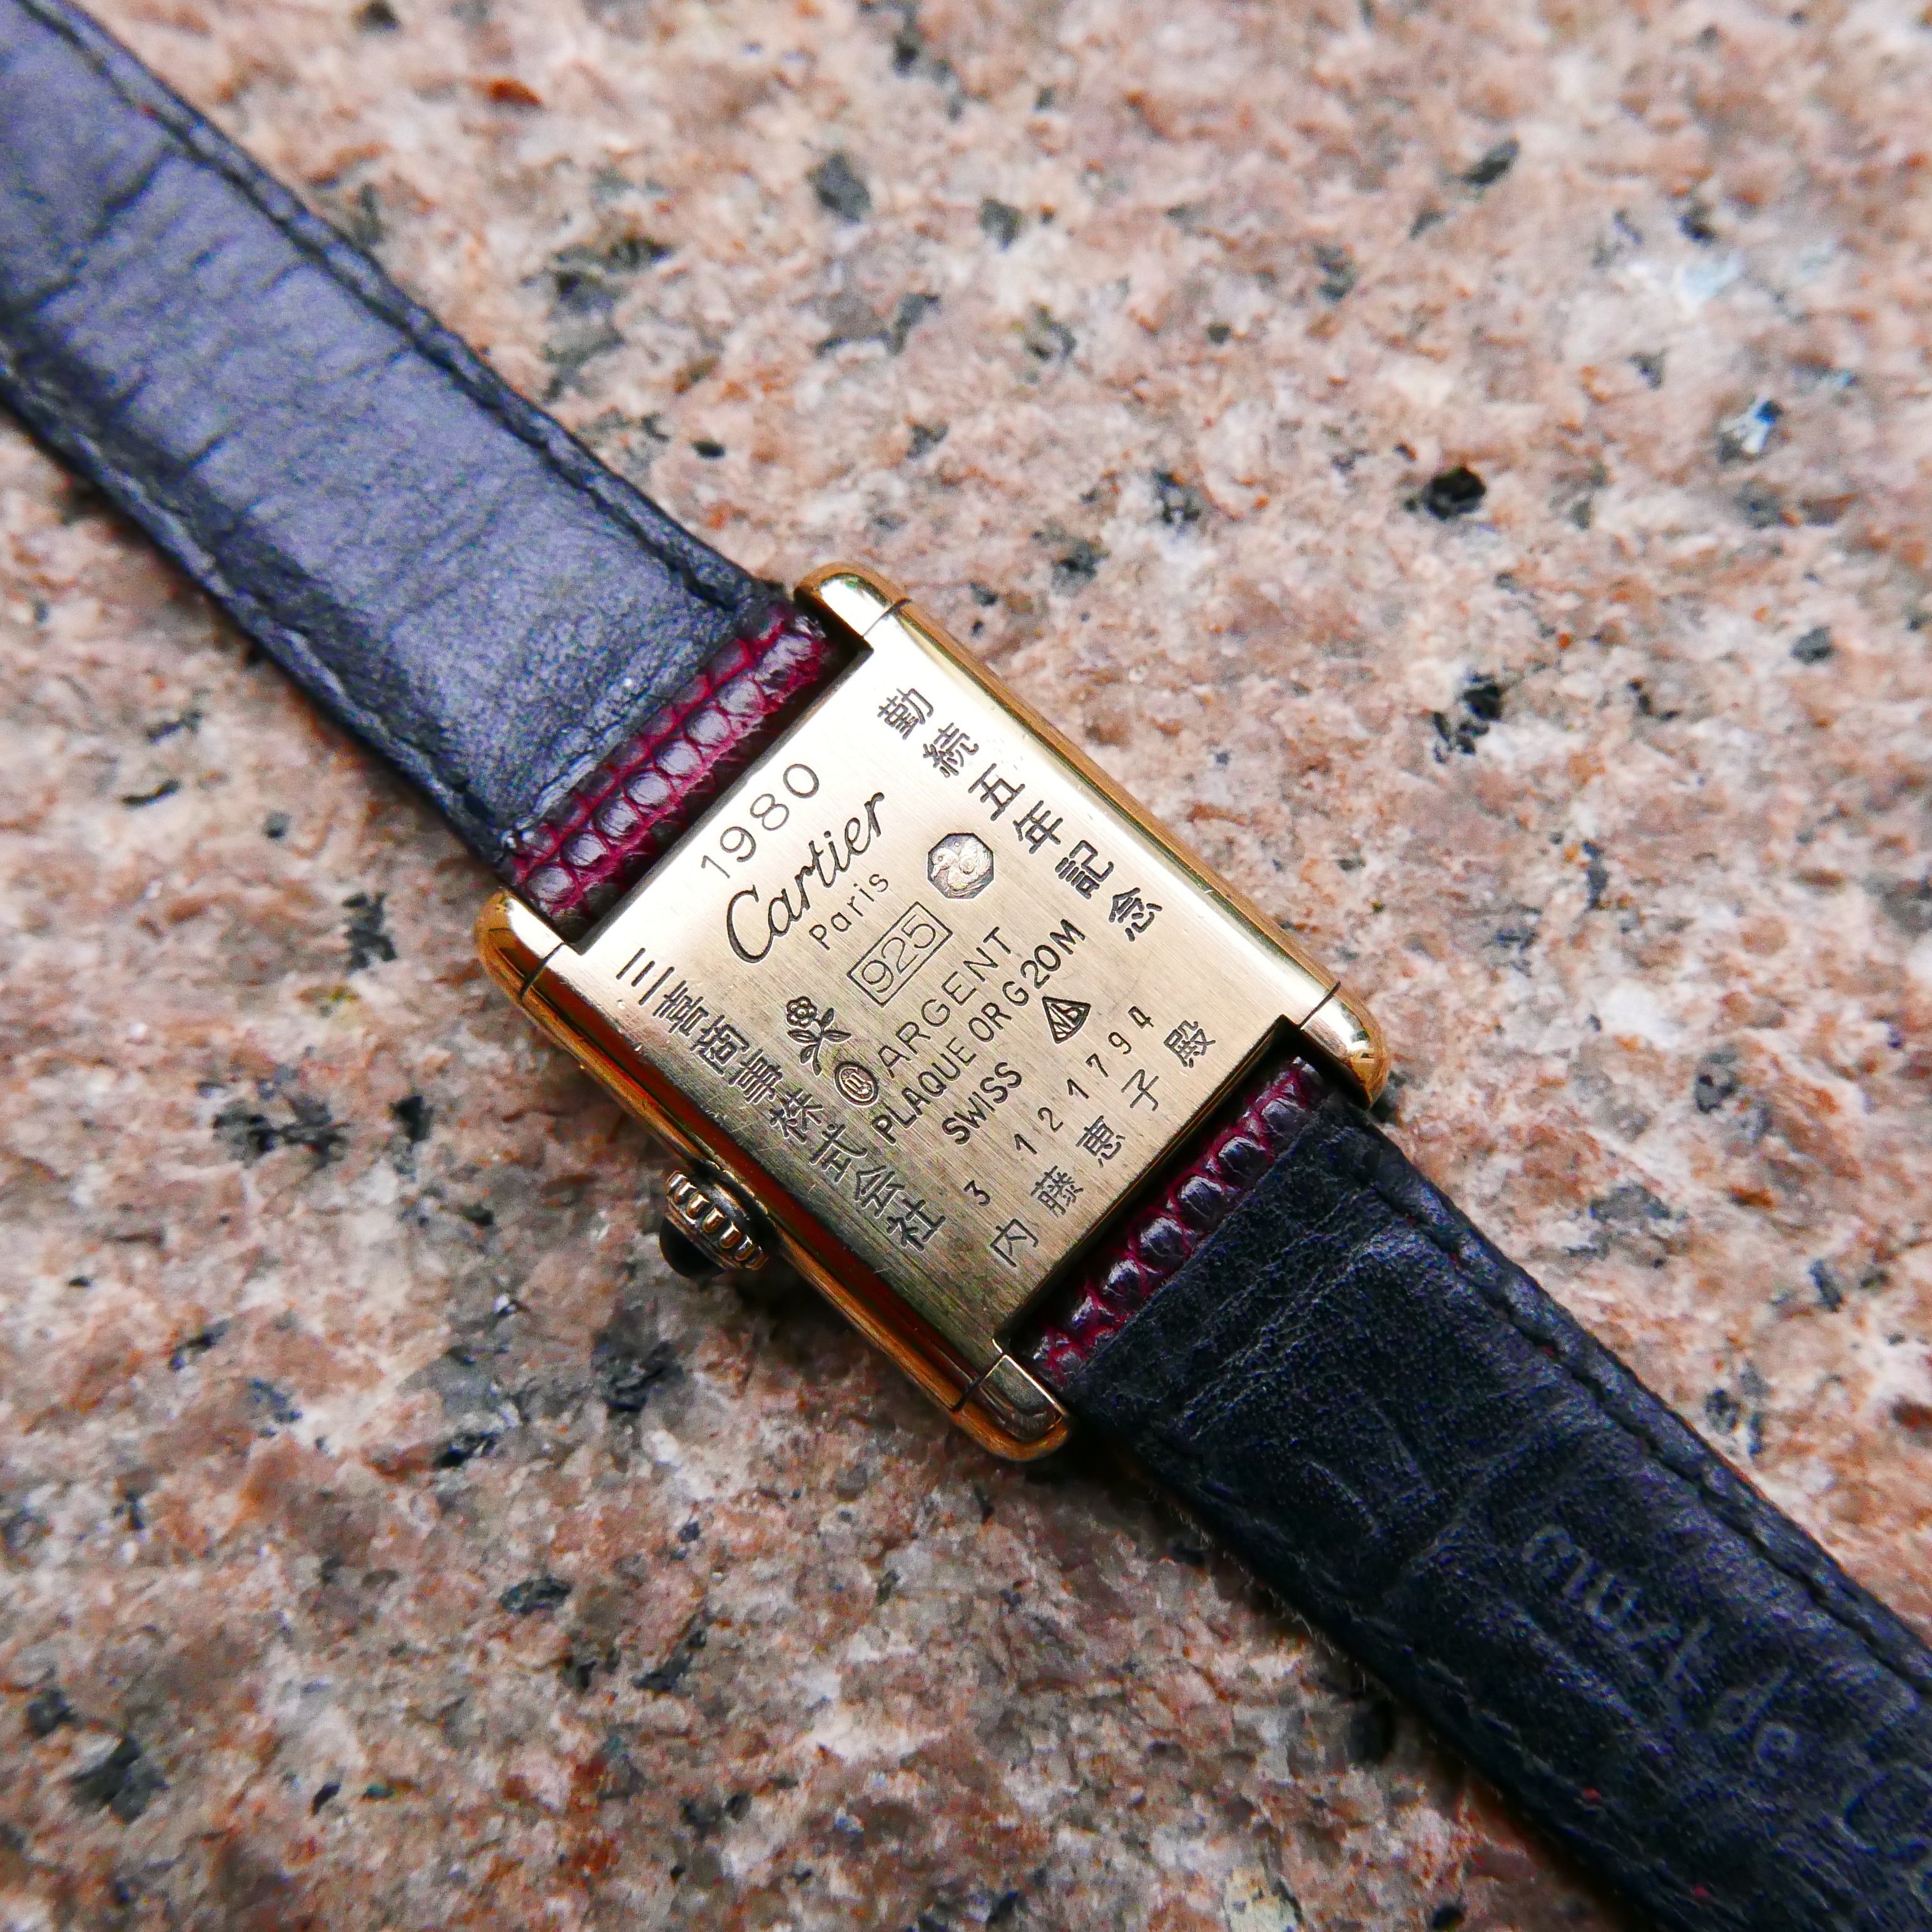 勤続五年記念
1980
Cartier
Paris
925
ARGENT
PLAQUE OR G20M
SWISS
3 121794
内藤恵子殿
三喜商事株式会社